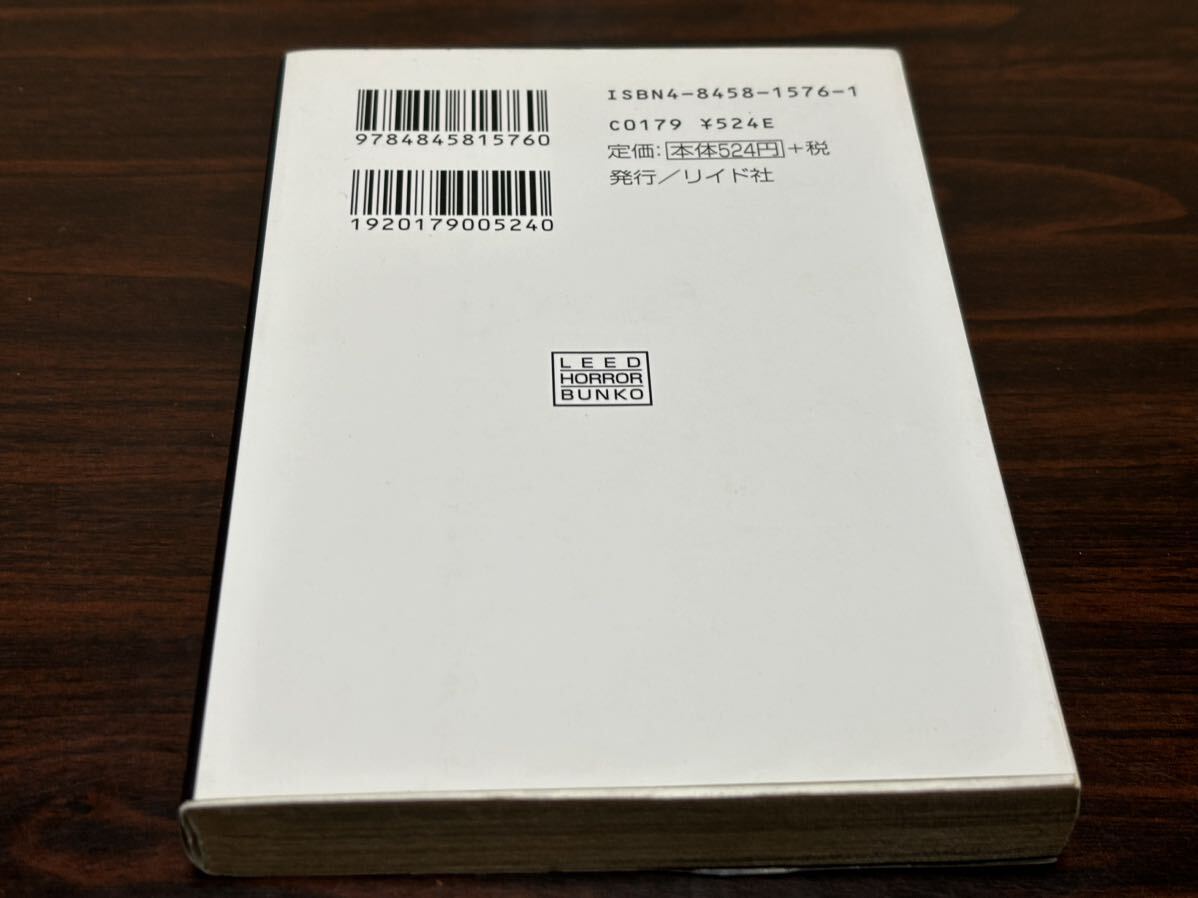 9784845815760
1920179005240
ISBN4-8458-1576-1
C0179 ¥524E
定価:本体524円+税
発行/リイド社
LEED
HORROR
BUNKO